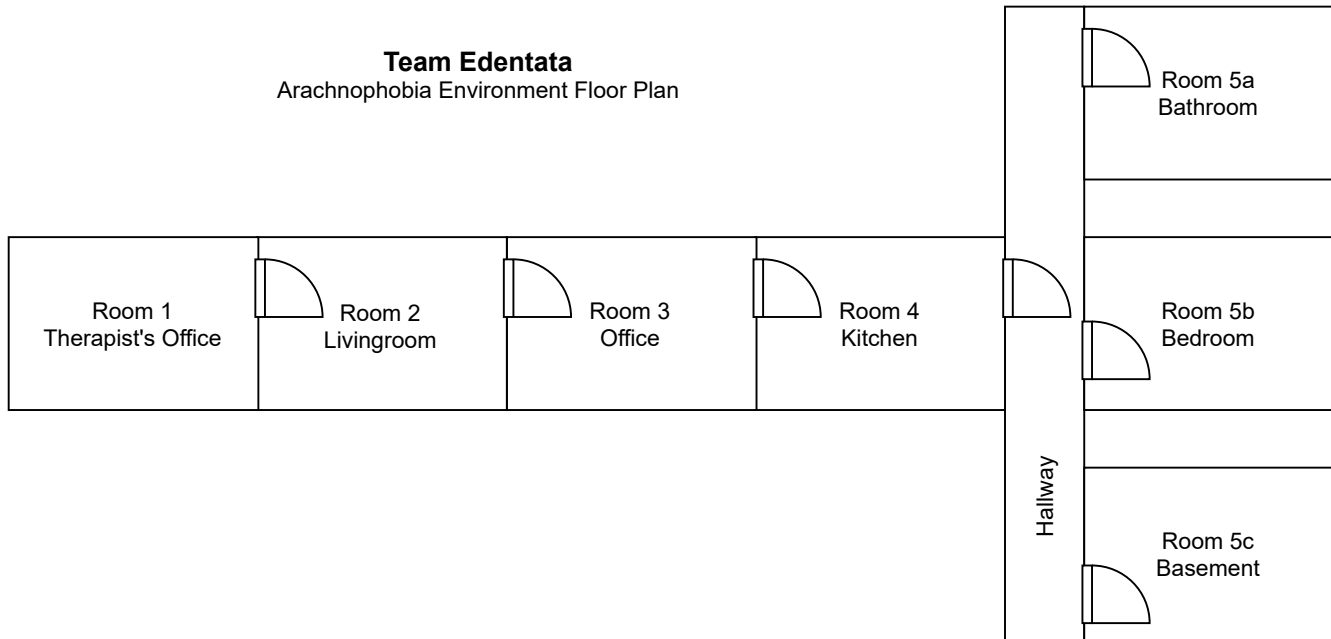 Team Edentata
Arachnophobia Environment Floor Plan
Room 1
Therapist's Office
Room 2
Livingroom
Room 3
Office
Room 4
Kitchen
Hallway
Room 5a
Bathroom
Room 5b
Bedroom
Room 5c
Basement